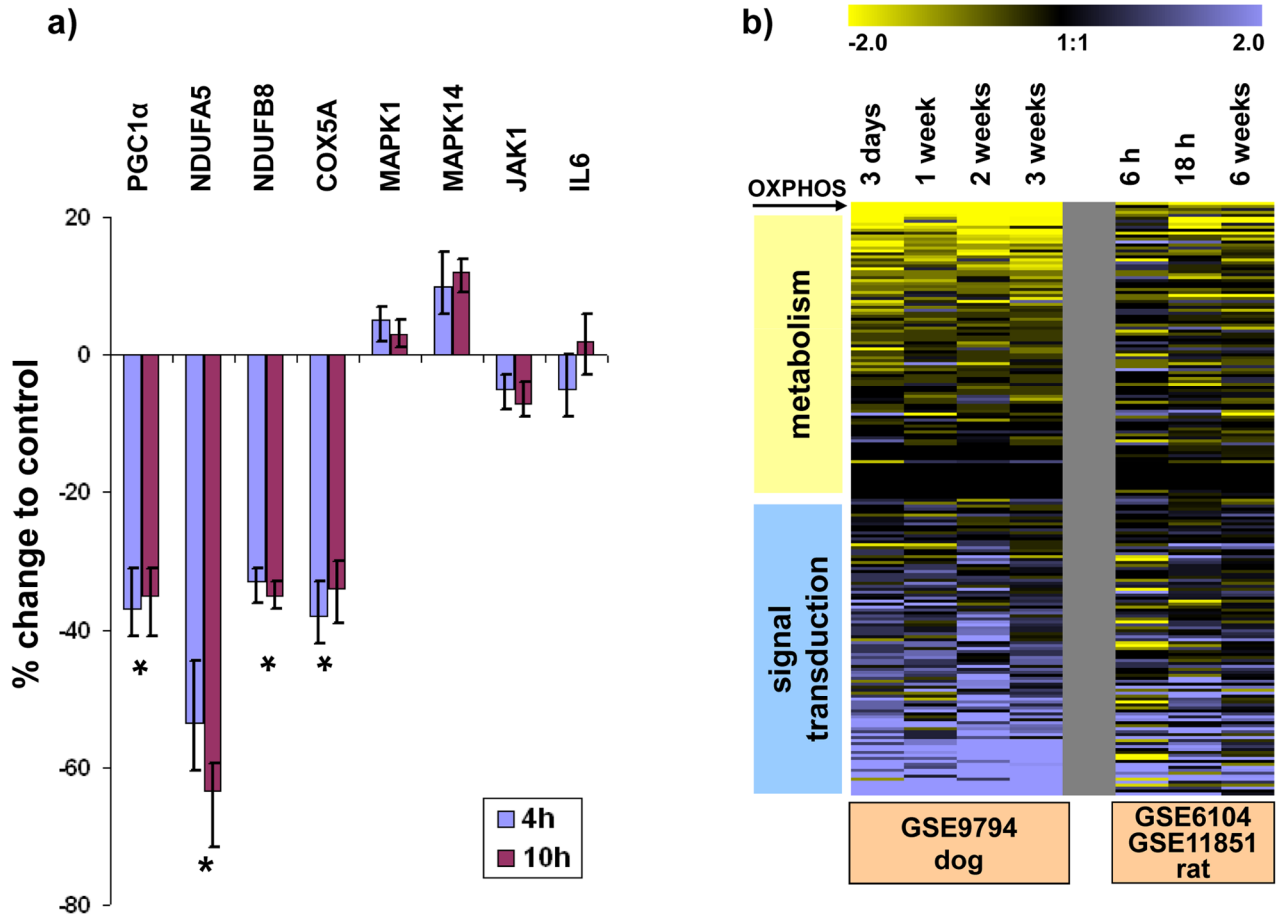 a)
PGC1α
NDUFA5
NDUFB8
COX5A
MAPK1
MAPK14
JAK1
IL6
% change to control
20
0
-20
-40
-60
-80
*
*
*
*
4h
10h
b)
-2.0
1:1
2.0
3 days
1 week
2 weeks
3 weeks
6 h
18 h
6 weeks
OXPHOS
metabolism
signal
transduction
GSE9794
dog
GSE6104
GSE11851
rat